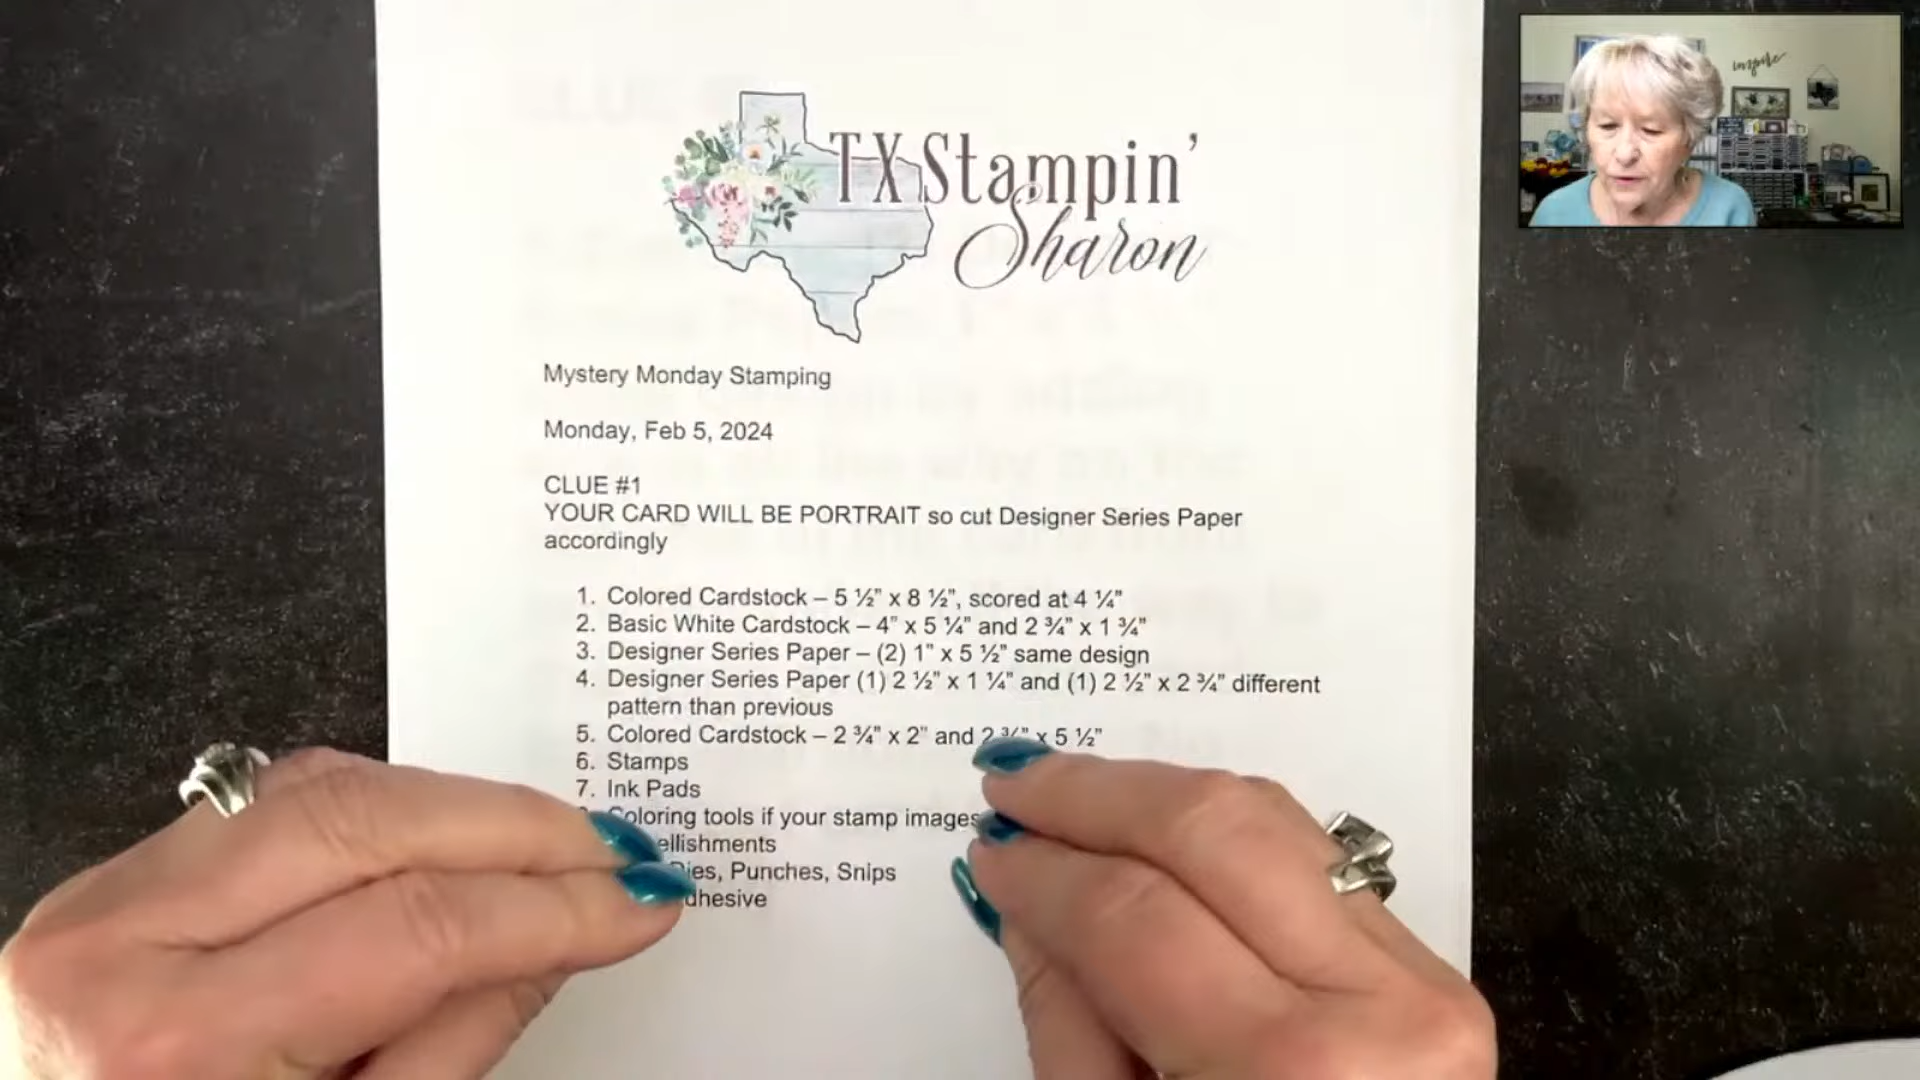 TX Stampin'
Sharon
inspire
Mystery Monday Stamping
Monday, Feb 5, 2024
CLUE #1
YOUR CARD WILL BE PORTRAIT so cut Designer Series Paper
accordingly
1. Colored Cardstock – 5 ½” x 8 ½”, scored at 4 ¼”
2. Basic White Cardstock – 4” x 5 ¼” and 2 ¾” x 1 ¾”
3. Designer Series Paper – (2) 1” x 5 ½” same design
4. Designer Series Paper (1) 2 ½” x 1 ¼” and (1) 2 ½” x 2 ¾” different
pattern than previous
5. Colored Cardstock – 2 ¾” x 2” and 2 ¾” x 5 ½”
6. Stamps
7. Ink Pads
Coloring tools if your stamp images
ellishments
Dies, Punches, Snips
dhesive